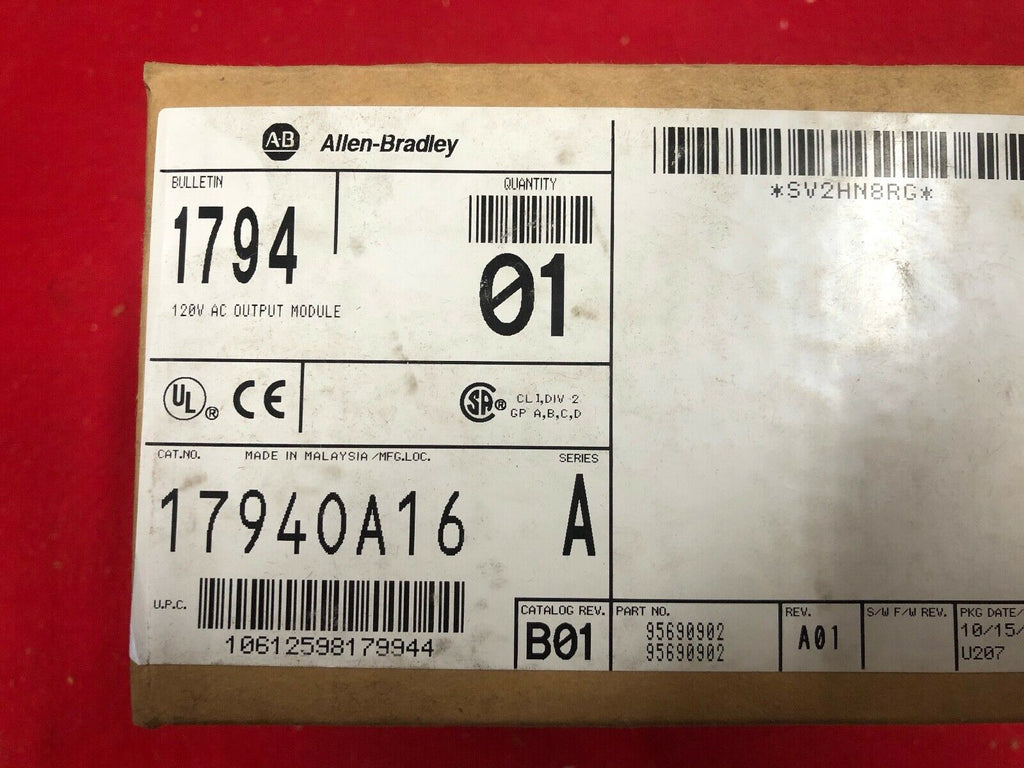 A-B Allen-Bradley
BULLETIN
1794
120V AC OUTPUT MODULE
QUANTITY
01
*SV2HN8RG*
UL ® CE
SA ® CL1,DIV 2
GP A,B,C,D
CAT.NO. MADE IN MALAYSIA /MFG.LOC. SERIES
1794OA16 A
U.P.C.
10612598179944
CATALOG REV.
B01
PART NO.
95690902
95690902
REV.
A01
S/W F/W REV.
PKG DATE/
10/15/
U207